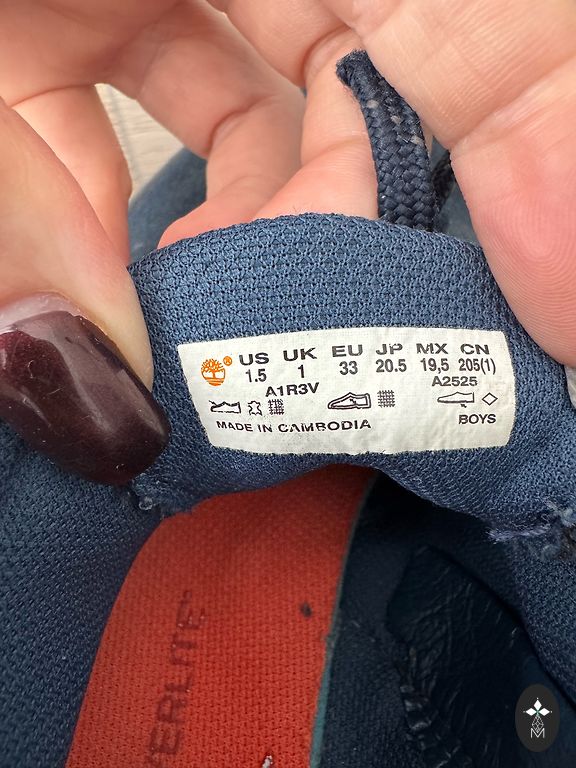 US UK EU JP MX CN
1.5 1 33 20.5 19,5 205(1)
A1R3V A2525
MADE IN CAMBODIA BOYS
VERLITE
M